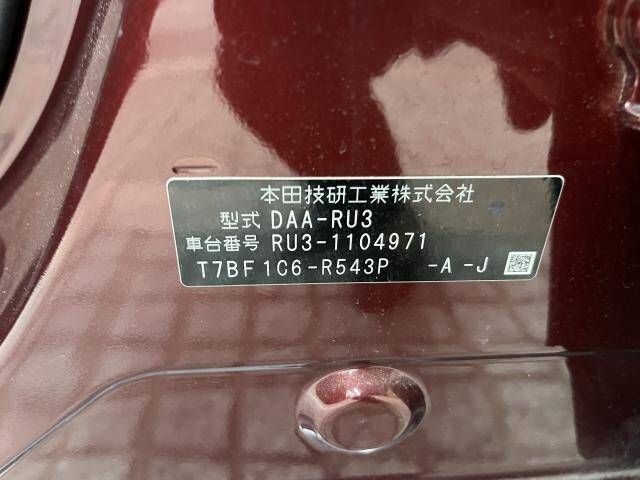 本田技研工業株式会社
型式 DAA-RU3
車台番号 RU3-1104971
T7BF1C6-R543P -A -J